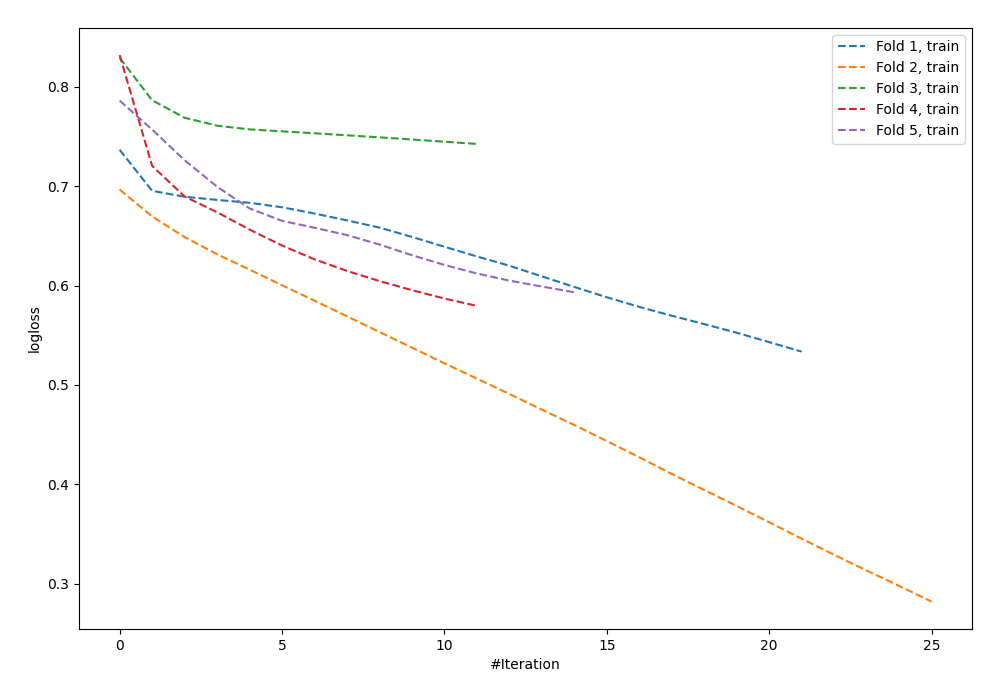 Fold 1, train
Fold 2, train
Fold 3, train
Fold 4, train
Fold 5, train
0.8
0.7
0.6
0.5
0.4
0.3
logloss
0
5
10
15
20
25
#Iteration